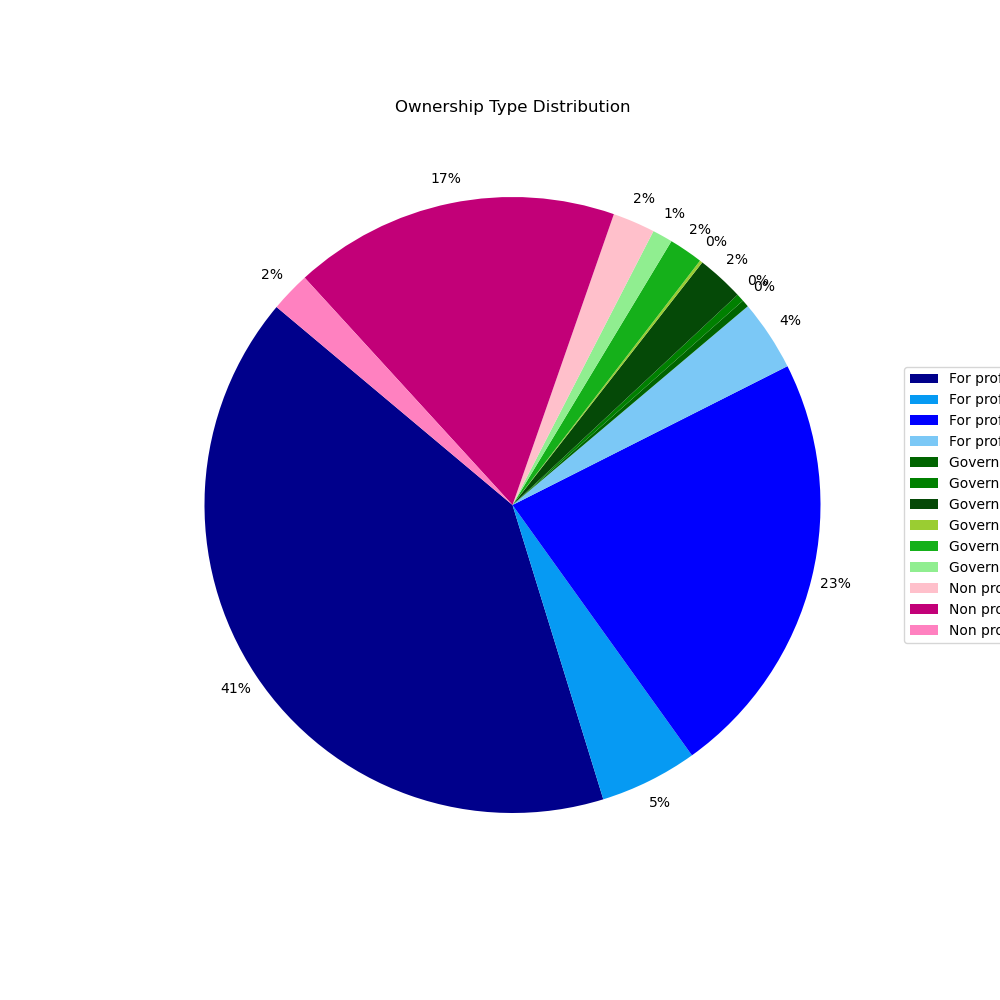 Ownership Type Distribution
17%
2%
1%
2%
0%
2%
0%
0%
4%
2%
23%
41%
5%
For prof
For prof
For prof
For prof
Govern
Govern
Govern
Govern
Govern
Govern
Non pro
Non pro
Non pro